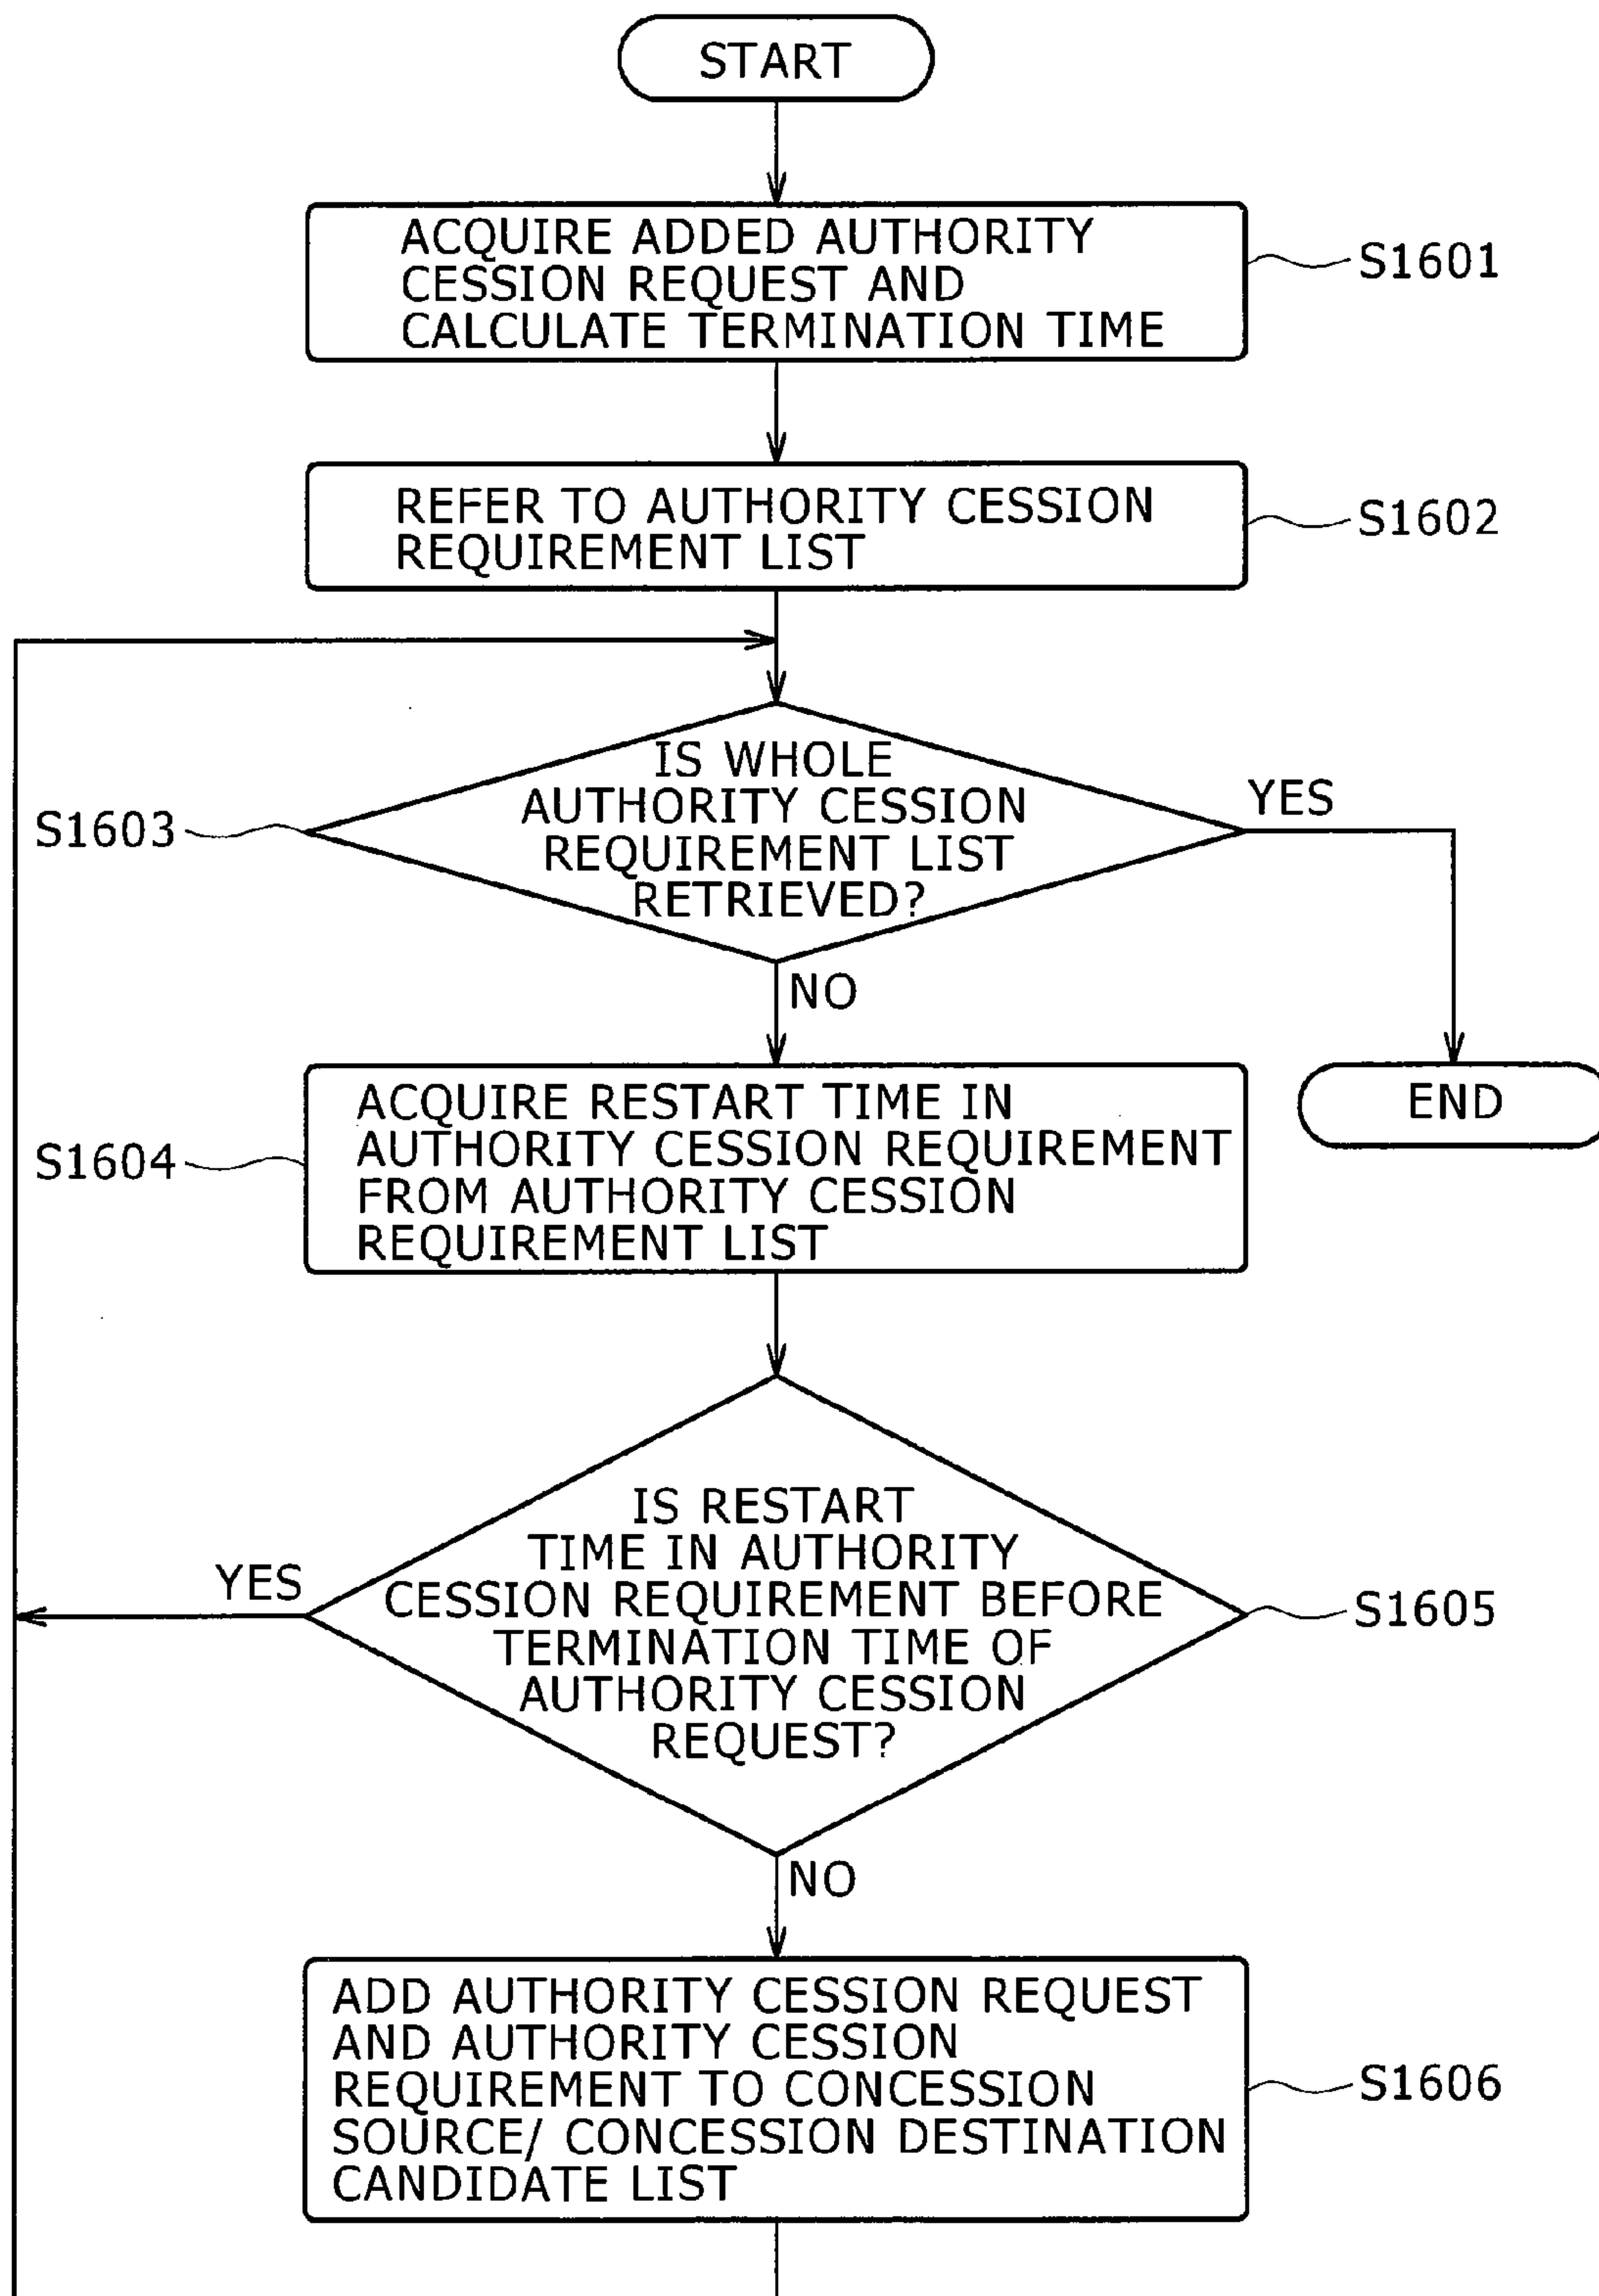 START
ACQUIRE ADDED AUTHORITY
CESSION REQUEST AND
CALCULATE TERMINATION TIME
S1601
REFER TO AUTHORITY CESSION
REQUIREMENT LIST
S1602
IS WHOLE
AUTHORITY CESSION
REQUIREMENT LIST
RETRIEVED?
S1603
YES
NO
END
ACQUIRE RESTART TIME IN
AUTHORITY CESSION REQUIREMENT
FROM AUTHORITY CESSION
REQUIREMENT LIST
S1604
IS RESTART
TIME IN AUTHORITY
CESSION REQUIREMENT BEFORE
TERMINATION TIME OF
AUTHORITY CESSION
REQUEST?
YES
S1605
NO
ADD AUTHORITY CESSION REQUEST
AND AUTHORITY CESSION
REQUIREMENT TO CONCESSION
SOURCE/ CONCESSION DESTINATION
CANDIDATE LIST
S1606